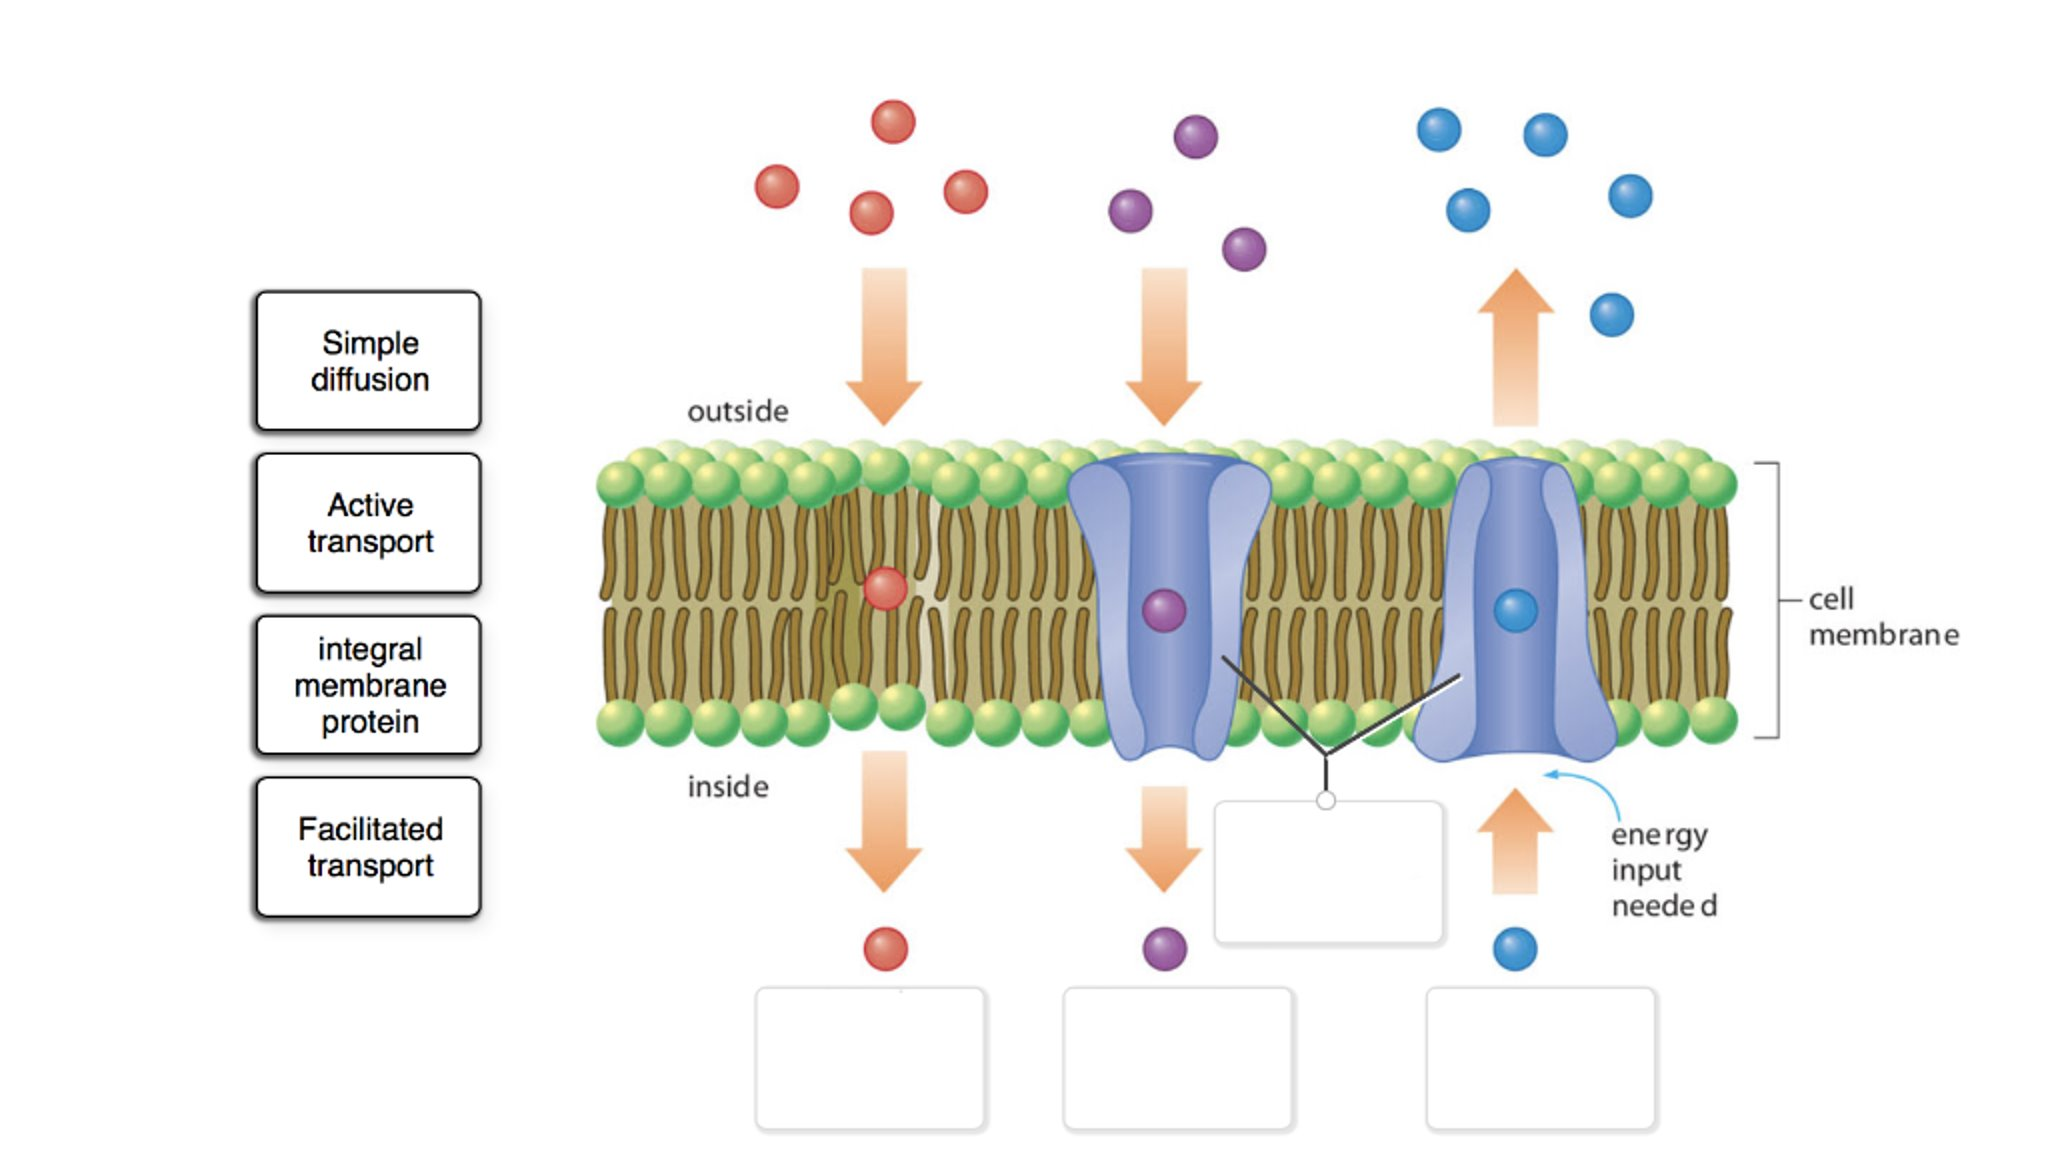 Simple
diffusion
Active
transport
integral
membrane
protein
Facilitated
transport
outside
cell
membrane
inside
energy
input
needed